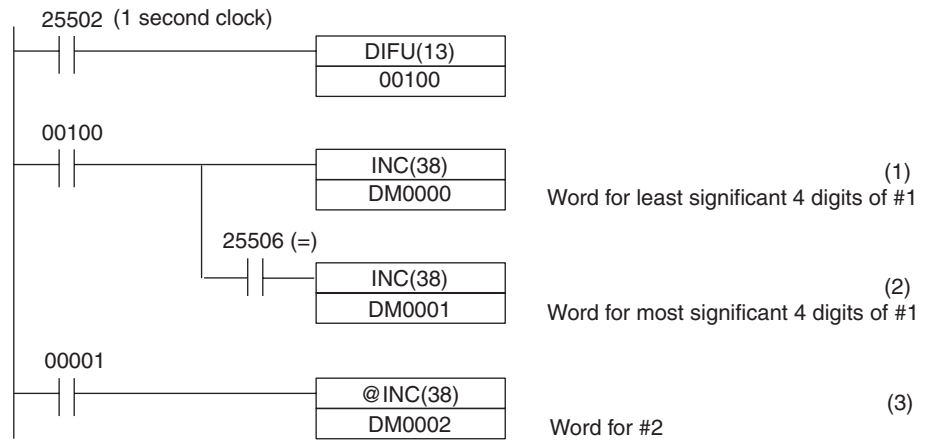 25502 (1 second clock)
DIFU(13)
00100
00100
INC(38)
(1)
DM0000
Word for least significant 4 digits of #1
25506 (=)
INC(38)
(2)
DM0001
Word for most significant 4 digits of #1
00001
@INC(38)
(3)
DM0002
Word for #2